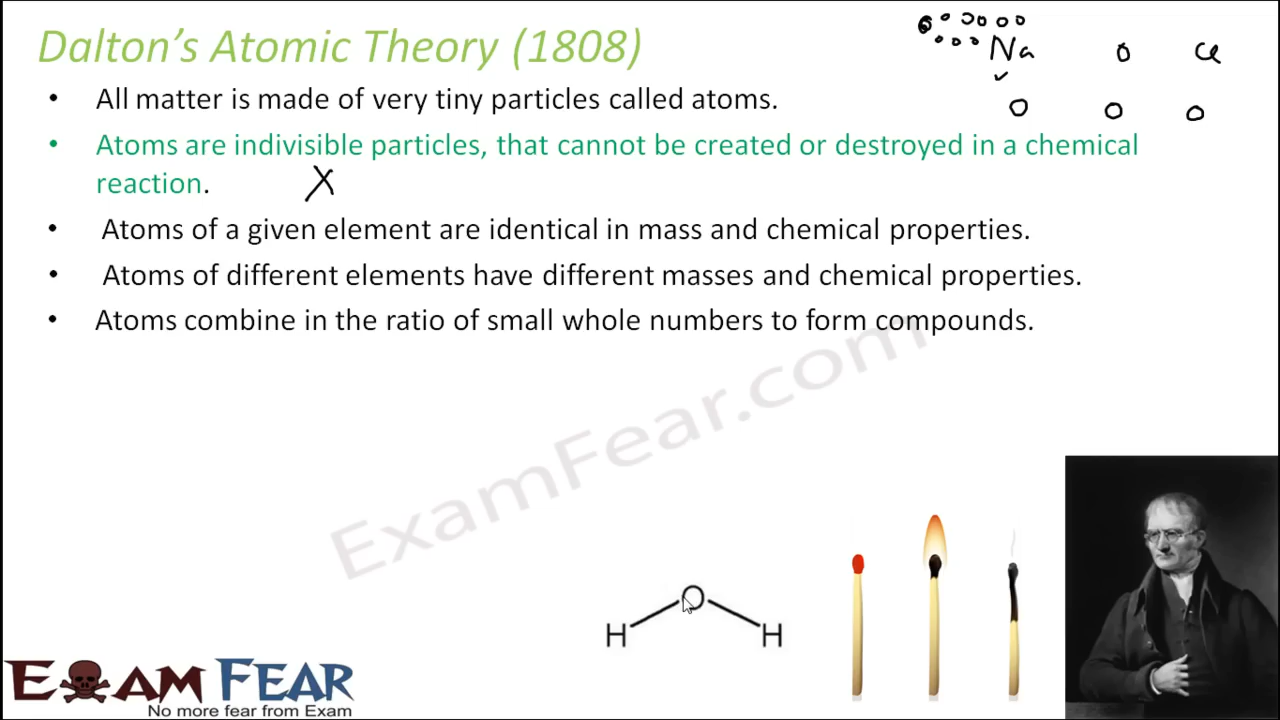 Dalton's Atomic Theory (1808)
Na O Cl
• All matter is made of very tiny particles called atoms.
• Atoms are indivisible particles, that cannot be created or destroyed in a chemical
reaction.
X
• Atoms of a given element are identical in mass and chemical properties.
• Atoms of different elements have different masses and chemical properties.
• Atoms combine in the ratio of small whole numbers to form compounds.
ExamFear.com
O
H H
EXAM FEAR
No more fear from Exam